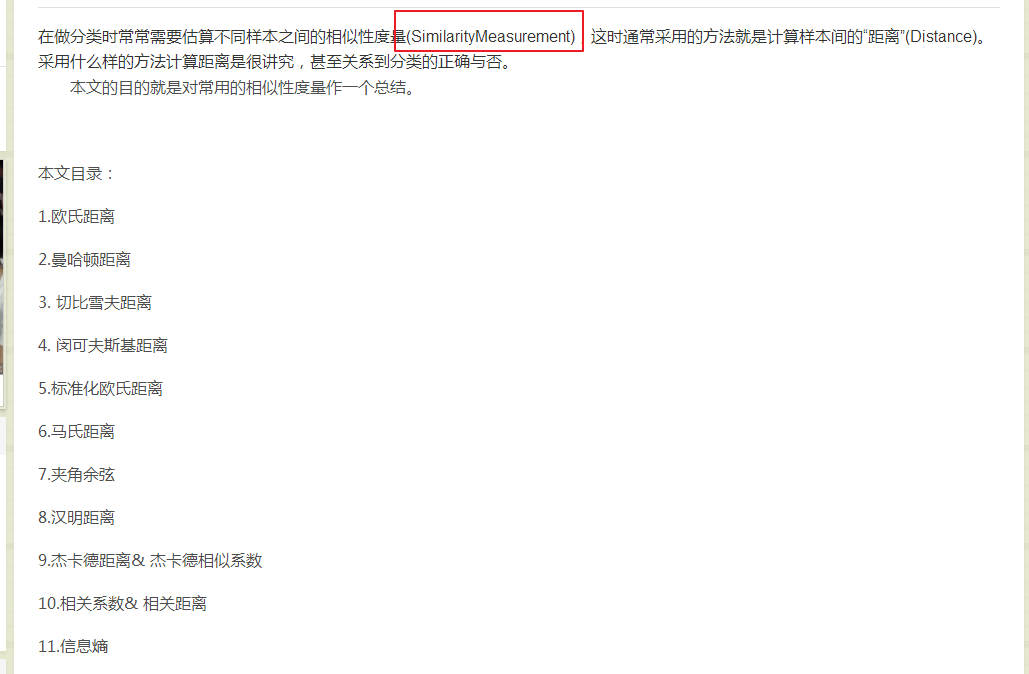 在做分类时常常需要估算不同样本之间的相似性度量(SimilarityMeasurement) 这时通常采用的方法就是计算样本间的“距离”(Distance)。
采用什么样的方法计算距离是很讲究，甚至关系到分类的正确与否。
本文的目的就是对常用的相似性度量作一个总结。
本文目录：
1.欧氏距离
2.曼哈顿距离
3. 切比雪夫距离
4. 闵可夫斯基距离
5.标准化欧氏距离
6.马氏距离
7.夹角余弦
8.汉明距离
9.杰卡德距离& 杰卡德相似系数
10.相关系数& 相关距离
11.信息熵